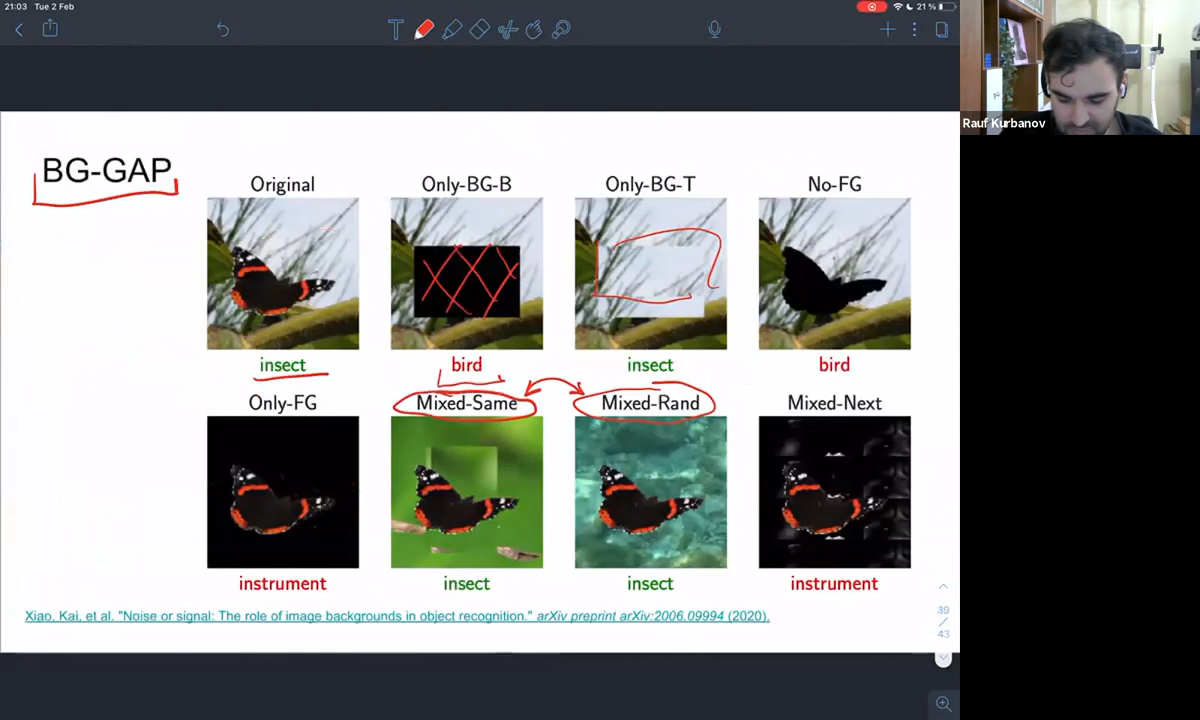 21:03 Tue 2 Feb
21 %
T
BG-GAP
Original
Only-BG-B
Only-BG-T
No-FG
insect
bird
insect
bird
Only-FG
Mixed-Same
Mixed-Rand
Mixed-Next
instrument
insect
insect
instrument
Xiao, Kai, et al. "Noise or signal: The role of image backgrounds in object recognition." arXiv preprint arXiv:2006.09994 (2020).
39
/
43
Rauf Kurbanov